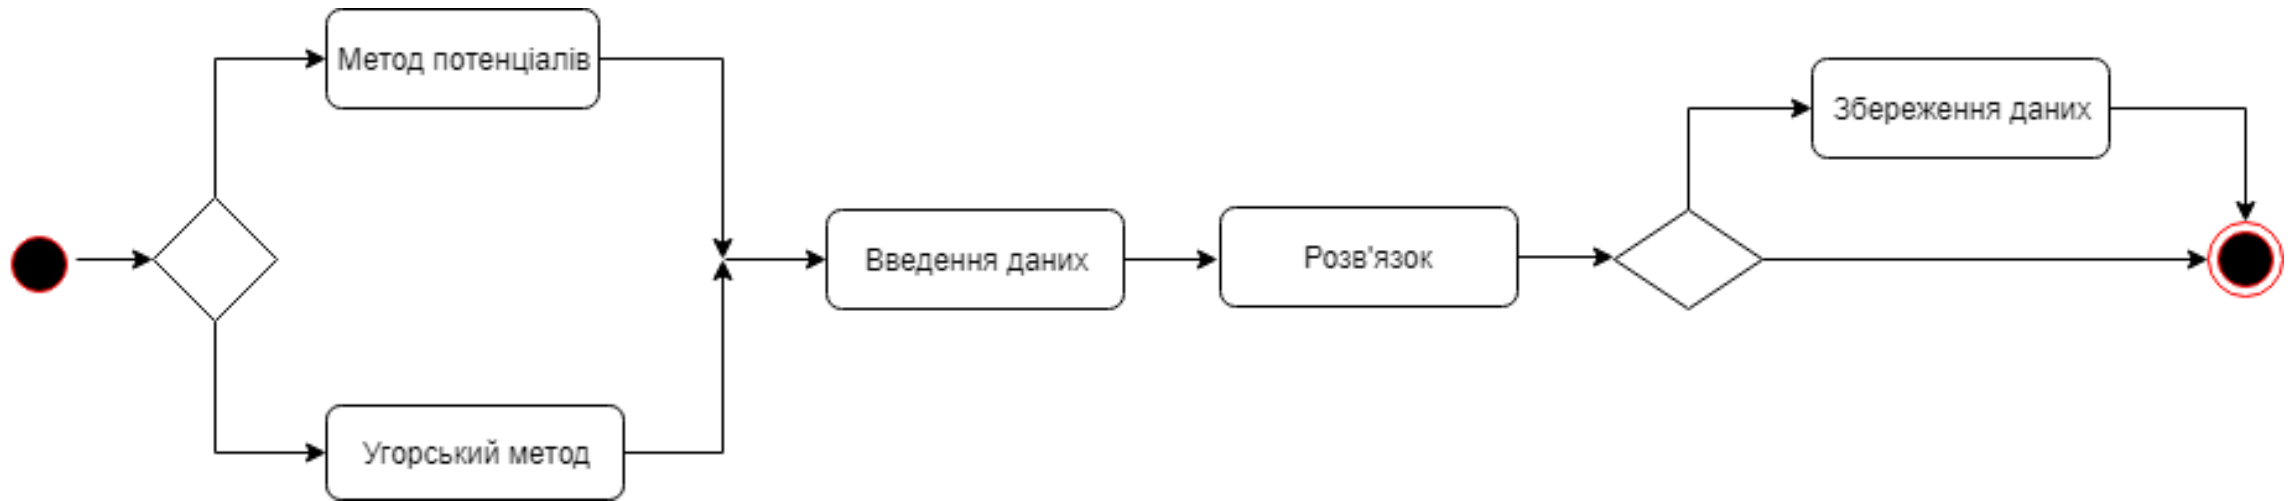 Метод потенціалів
Угорський метод
Введення даних
Розв'язок
Збереження даних